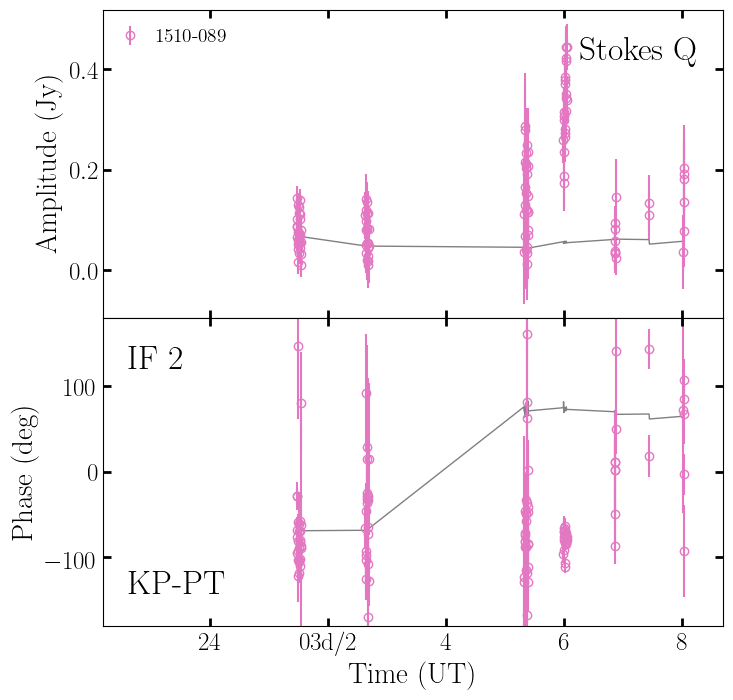 1510-089
Stokes Q
0.4
0.2
0.0
Amplitude (Jy)
IF 2
100
0
−100
Phase (deg)
KP-PT
24 03d/2 4 6 8
Time (UT)